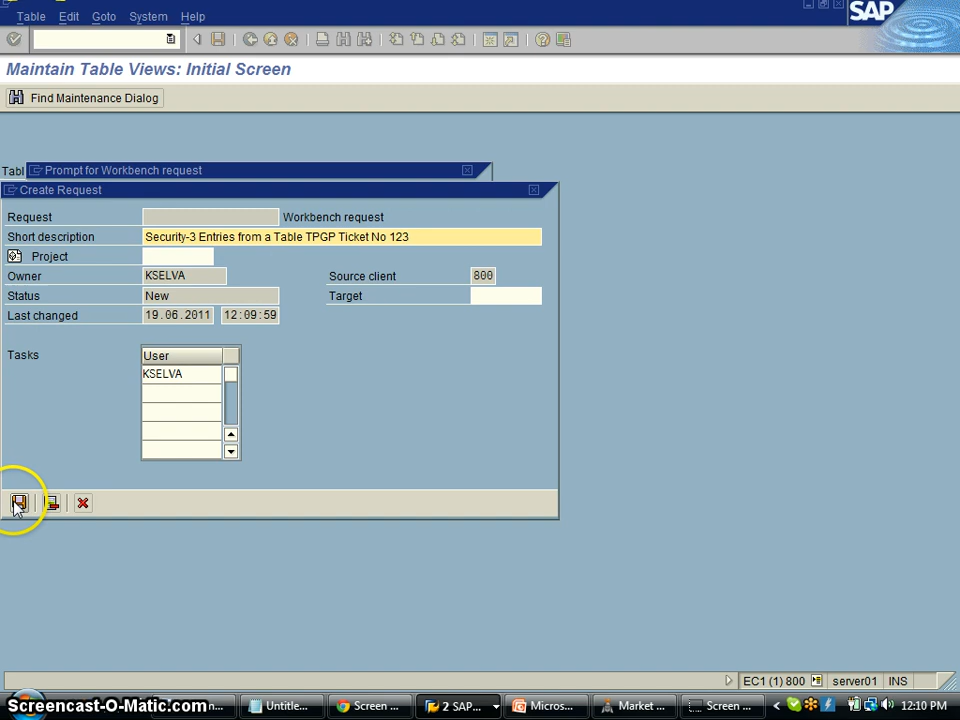 Table Edit Goto System Help
SAP
Maintain Table Views: Initial Screen
Find Maintenance Dialog
Tabl
Prompt for Workbench request
Create Request
Request Workbench request
Short description Security-3 Entries from a Table TPGP Ticket No 123
Project
Owner KSELVA Source client 800
Status New Target
Last changed 19.06.2011 12:09:59
Tasks User
KSELVA
EC1 (1) 800 server01 INS
Screencast-O-Matic.com
n... Untitle... Screen ... 2 SAP... Micros... Market ... Screen ... 12:10 PM